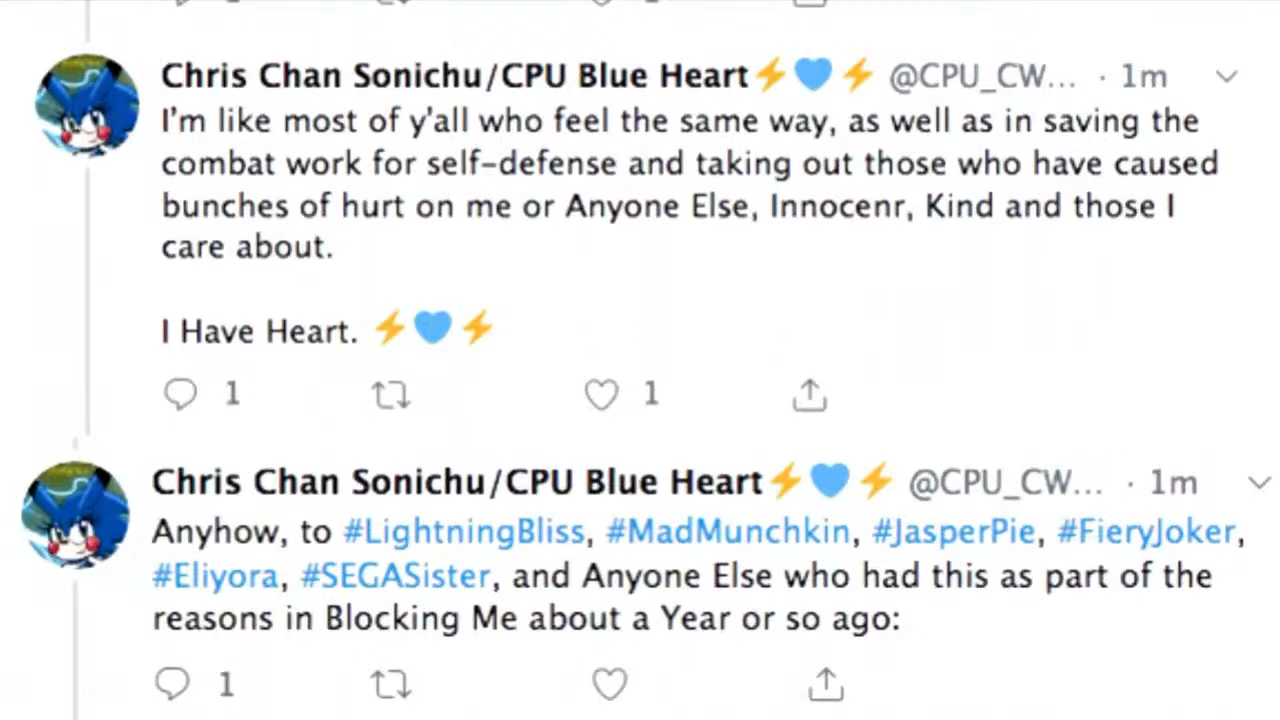 Chris Chan Sonichu/CPU Blue Heart⚡💙⚡ @CPU_CW... · 1m
I'm like most of y'all who feel the same way, as well as in saving the
combat work for self-defense and taking out those who have caused
bunches of hurt on me or Anyone Else, Innocenr, Kind and those I
care about.
I Have Heart. ⚡💙⚡
1 1
Chris Chan Sonichu/CPU Blue Heart⚡💙⚡ @CPU_CW... · 1m
Anyhow, to #LightningBliss, #MadMunchkin, #JasperPie, #FieryJoker,
#Eliyora, #SEGASister, and Anyone Else who had this as part of the
reasons in Blocking Me about a Year or so ago:
1